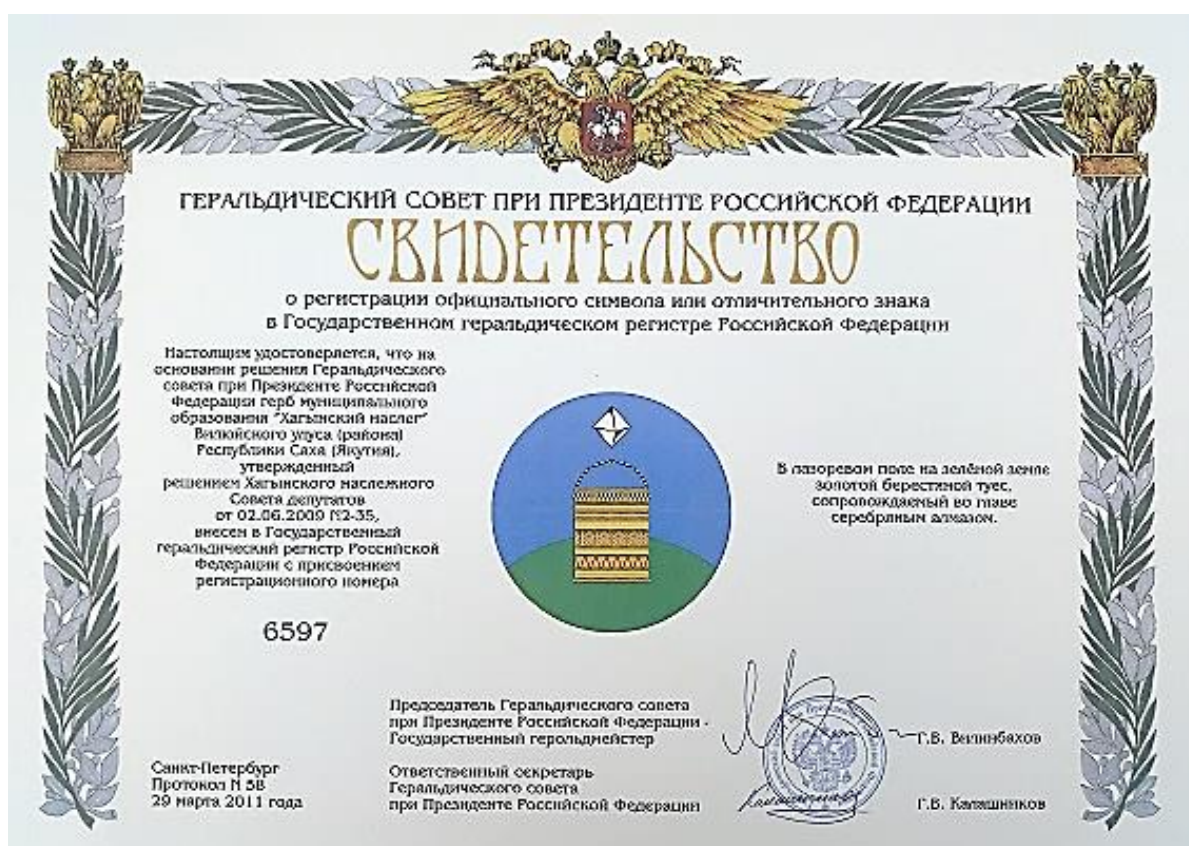 ГЕРАЛЬДИЧЕСКИЙ СОВЕТ ПРИ ПРЕЗИДЕНТЕ РОССИЙСКОЙ ФЕДЕРАЦИИ
СВИДЕТЕЛЬСТВО
о регистрации официального символа или отличительного знака
в Государственном геральдическом регистре Российской Федерации
Настоящим удостоверяется, что на
основании решения Геральдического
совета при Президенте Российской
Федерации герб муниципального
образования "Хагынский наслег"
Вилюйского улуса (района)
Республики Саха (Якутия),
утвержденный
решением Хагынского наслежного
Совета депутатов
от 02.06.2009 №2-35,
внесен в Государственный
геральдический регистр Российской
Федерации с присвоением
регистрационного номера
6597
В лазоревом поле на зелёной земле
золотой берестяной туес,
сопровождаемый во главе
серебряным алмазом.
Председатель Геральдического совета
при Президенте Российской Федерации -
Государственный герольдмейстер
Г.В. Вилинбахов
Санкт-Петербург
Протокол N 58
29 марта 2011 года
Ответственный секретарь
Геральдического совета
при Президенте Российской Федерации
Г.В. Калашников